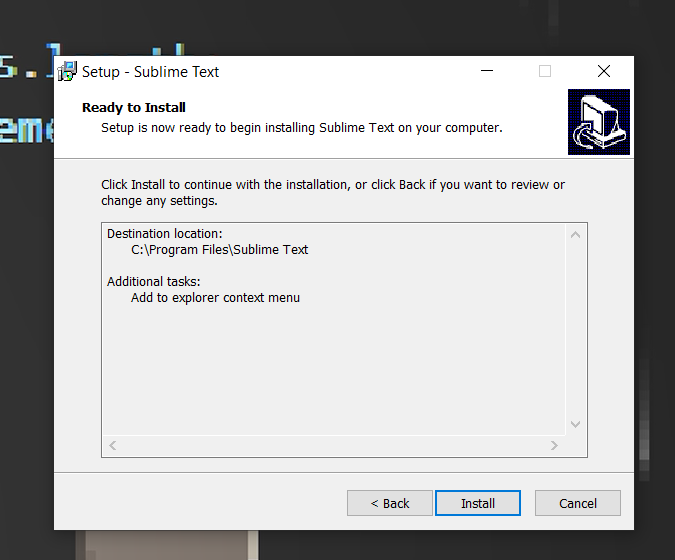 Setup - Sublime Text
Ready to Install
Setup is now ready to begin installing Sublime Text on your computer.
Click Install to continue with the installation, or click Back if you want to review or
change any settings.
Destination location:
C:\Program Files\Sublime Text
Additional tasks:
Add to explorer context menu
< Back
Install
Cancel